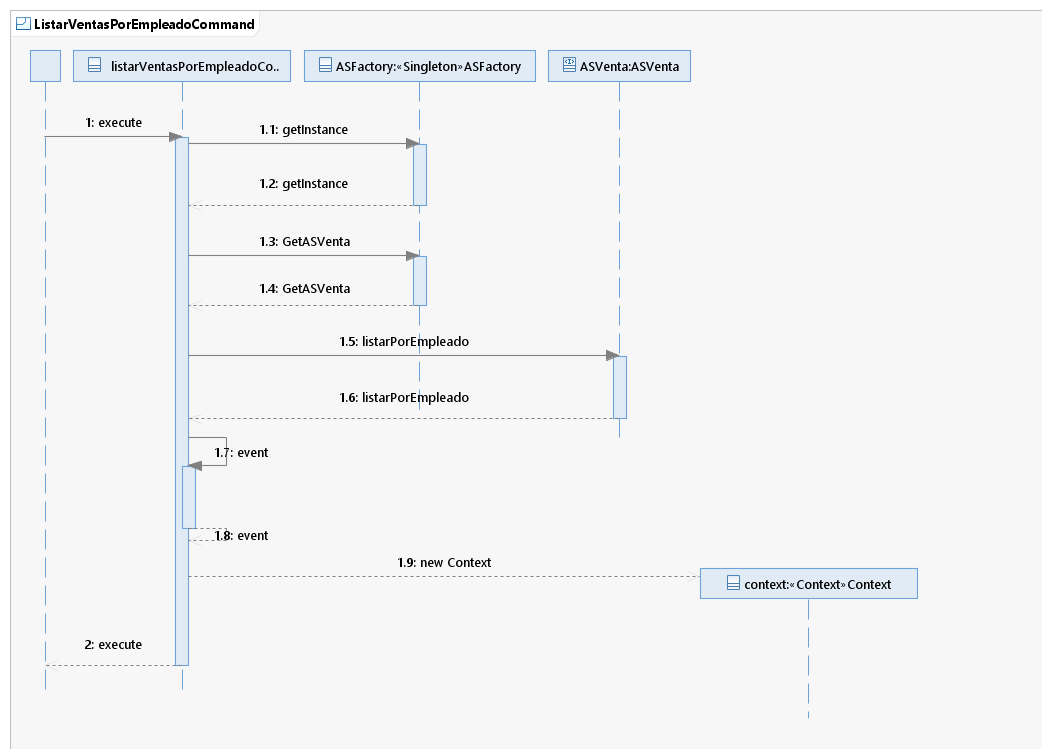 ListarVentasPorEmpleadoCommand
listarVentasPorEmpleadoCo..
ASFactory:«Singleton»ASFactory
ASVenta:ASVenta
1: execute
1.1: getInstance
1.2: getInstance
1.3: GetASVenta
1.4: GetASVenta
1.5: listarPorEmpleado
1.6: listarPorEmpleado
1.7: event
1.8: event
1.9: new Context
context:«Context»Context
2: execute